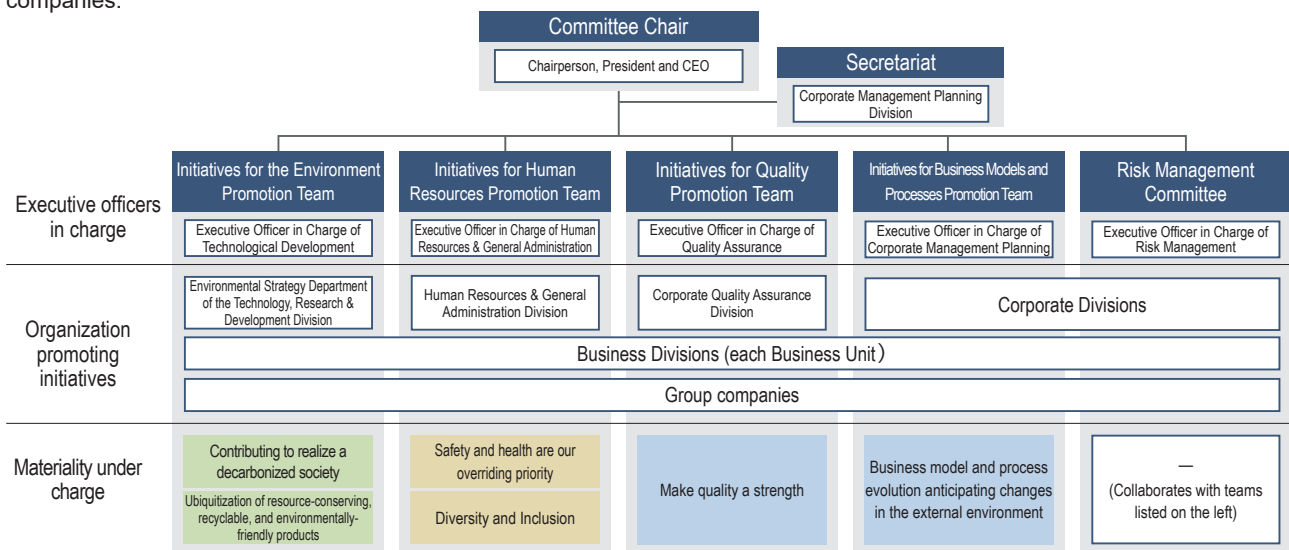 companies.
Committee Chair
Chairperson, President and CEO
Secretariat
Corporate Management Planning
Division
Executive officers
in charge
Initiatives for the Environment
Promotion Team
Executive Officer in Charge of
Technological Development
Initiatives for Human
Resources Promotion Team
Executive Officer in Charge of Human
Resources & General Administration
Initiatives for Quality
Promotion Team
Executive Officer in Charge of
Quality Assurance
Initiatives for Business Models and
Processes Promotion Team
Executive Officer in Charge of
Corporate Management Planning
Risk Management
Committee
Executive Officer in Charge of
Risk Management
Organization
promoting
initiatives
Environmental Strategy Department
of the Technology, Research &
Development Division
Human Resources & General
Administration Division
Corporate Quality Assurance
Division
Corporate Divisions
Business Divisions (each Business Unit)
Group companies
Materiality under
charge
Contributing to realize a
decarbonized society
Ubiquitization of resource-conserving,
recyclable, and environmentally-
friendly products
Safety and health are our
overriding priority
Diversity and Inclusion
Make quality a strength
Business model and process
evolution anticipating changes
in the external environment
—
(Collaborates with teams
listed on the left)